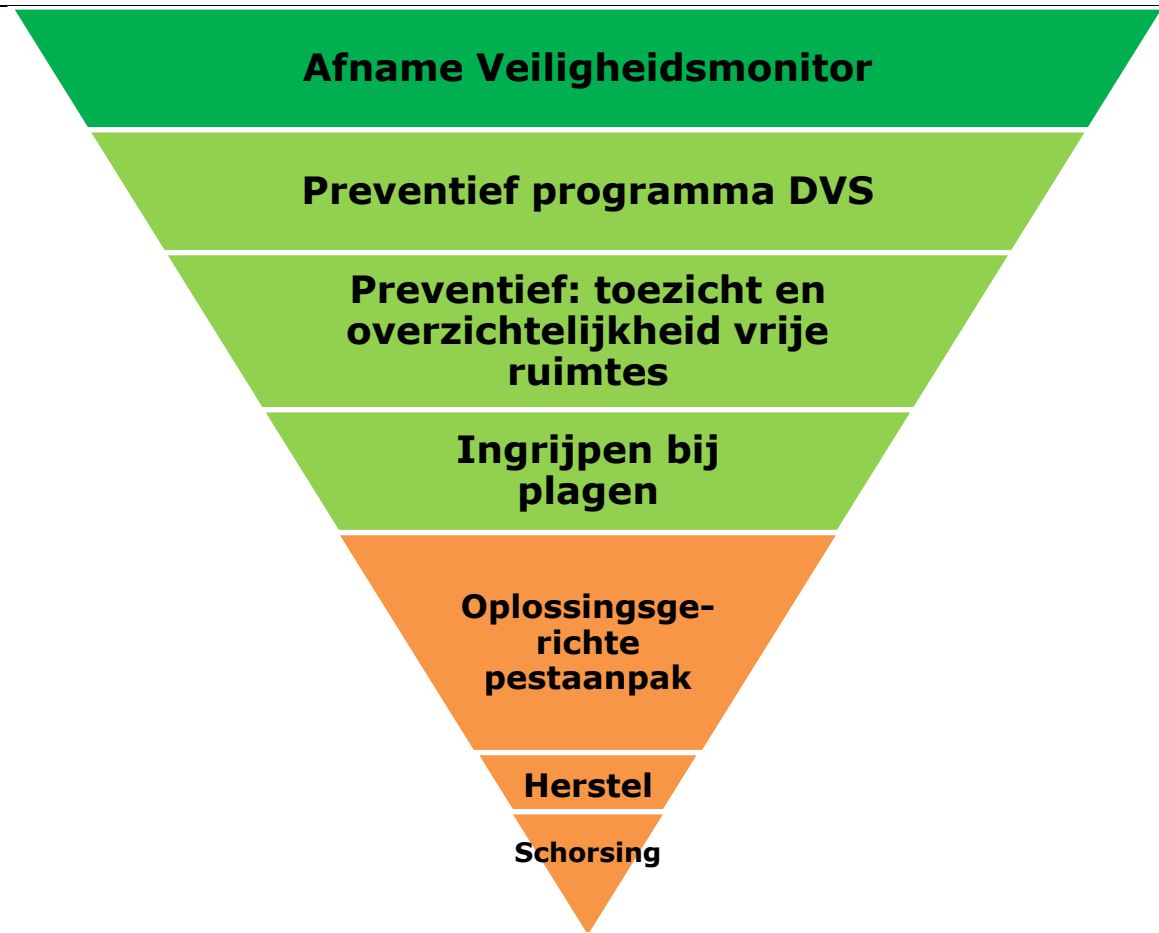 Afname Veiligheidsmonitor
Preventief programma DVS
Preventief: toezicht en
overzichtelijkheid vrije
ruimtes
Ingrijpen bij
plagen
Oplossingsge-
richte
pestaanpak
Herstel
Schorsing